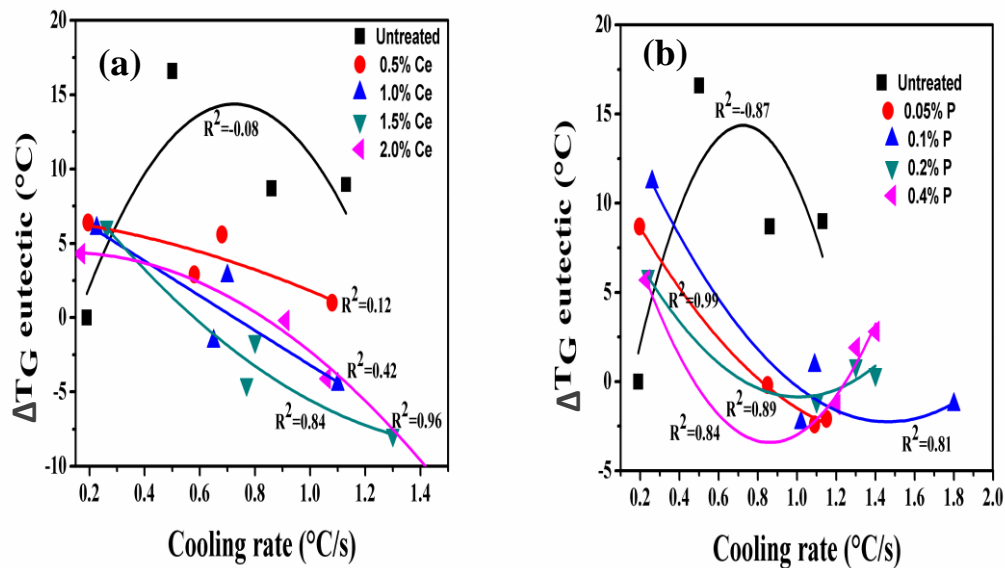 (a)
Untreated
0.5% Ce
1.0% Ce
1.5% Ce
2.0% Ce
R²=-0.08
R²=0.12
R²=0.42
R²=0.84
R²=0.96
20
15
10
5
0
-5
-10
0.2 0.4 0.6 0.8 1.0 1.2 1.4
ΔTG eutectic (°C)
Cooling rate (°C/s)
(b)
Untreated
0.05% P
0.1% P
0.2% P
0.4% P
R²=-0.87
R²=0.99
R²=0.89
R²=0.84
R²=0.81
20
15
10
5
0
-5
0.2 0.4 0.6 0.8 1.0 1.2 1.4 1.6 1.8 2.0
ΔTG eutectic (°C)
Cooling rate (°C/s)